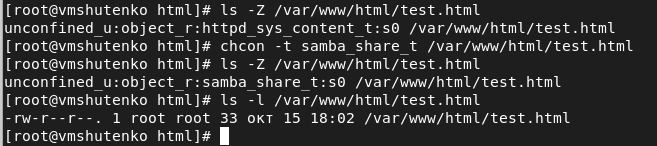 [root@vmshutenko html]# ls -Z /var/www/html/test.html
unconfined_u:object_r:httpd_sys_content_t:s0 /var/www/html/test.html
[root@vmshutenko html]# chcon -t samba_share_t /var/www/html/test.html
[root@vmshutenko html]# ls -Z /var/www/html/test.html
unconfined_u:object_r:samba_share_t:s0 /var/www/html/test.html
[root@vmshutenko html]# ls -l /var/www/html/test.html
-rw-r--r--. 1 root root 33 окт 15 18:02 /var/www/html/test.html
[root@vmshutenko html]#